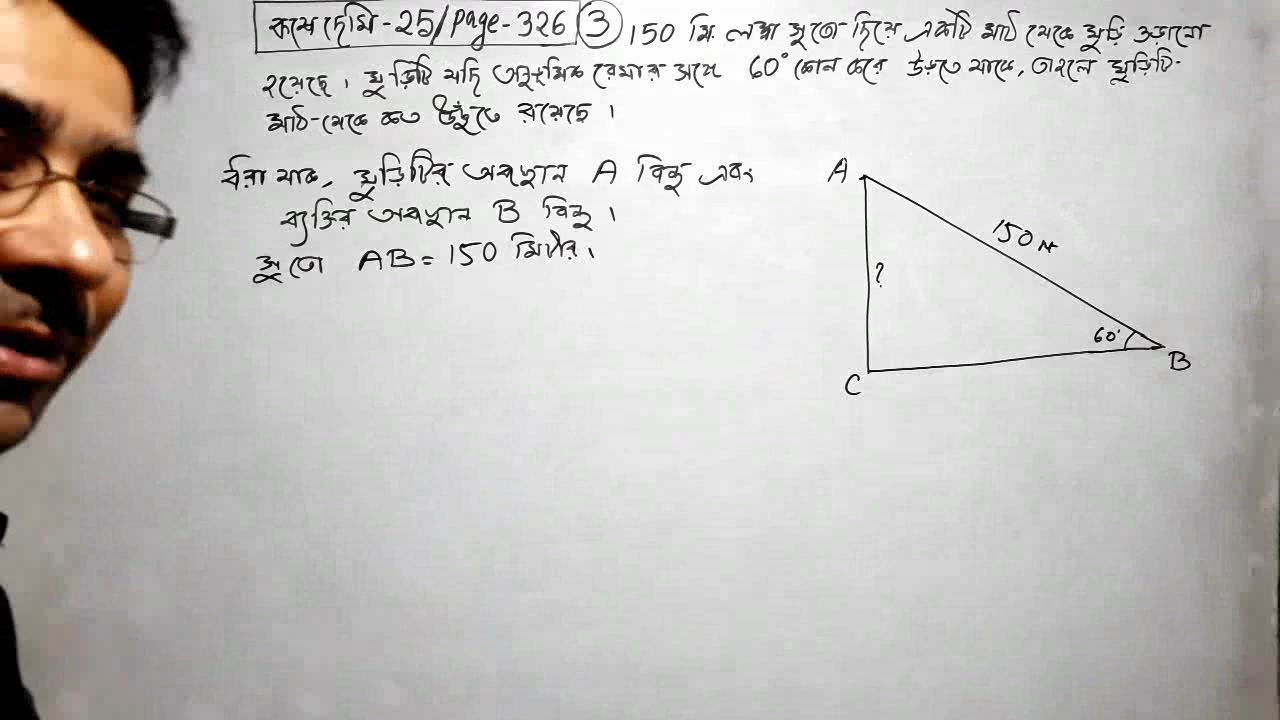 কষে দেখি - 25/Page - 326 ③ 150 মি. লম্বা সুতো দিয়ে একটি মাঠ থেকে ঘুড়ি ওড়ানো
হয়েছে। ঘুড়িটি যদি অনুভূমিক রেখার সঙ্গে 60° কোণ করে উড়তে থাকে, তাহলে ঘুড়িটি
মাঠ থেকে কত উঁচুতে রয়েছে।
ধরা যাক, ঘুড়িটির অবস্থান A বিন্দু এবং
ব্যক্তির অবস্থান B বিন্দু।
সুতো AB = 150 মিটার।
A
150 মি
?
60°
B
C